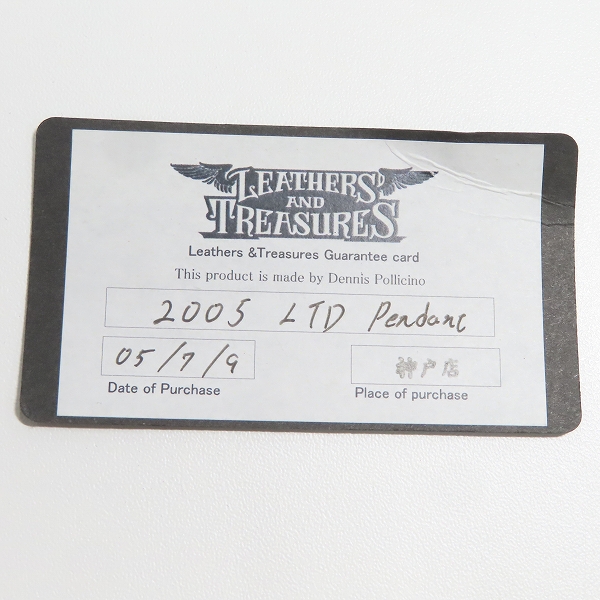 LEATHERS
AND
TREASURES
Leathers &Treasures Guarantee card
This product is made by Dennis Pollicino
2005 LTD Pendant
05/7/9
神戸店
Date of Purchase
Place of purchase